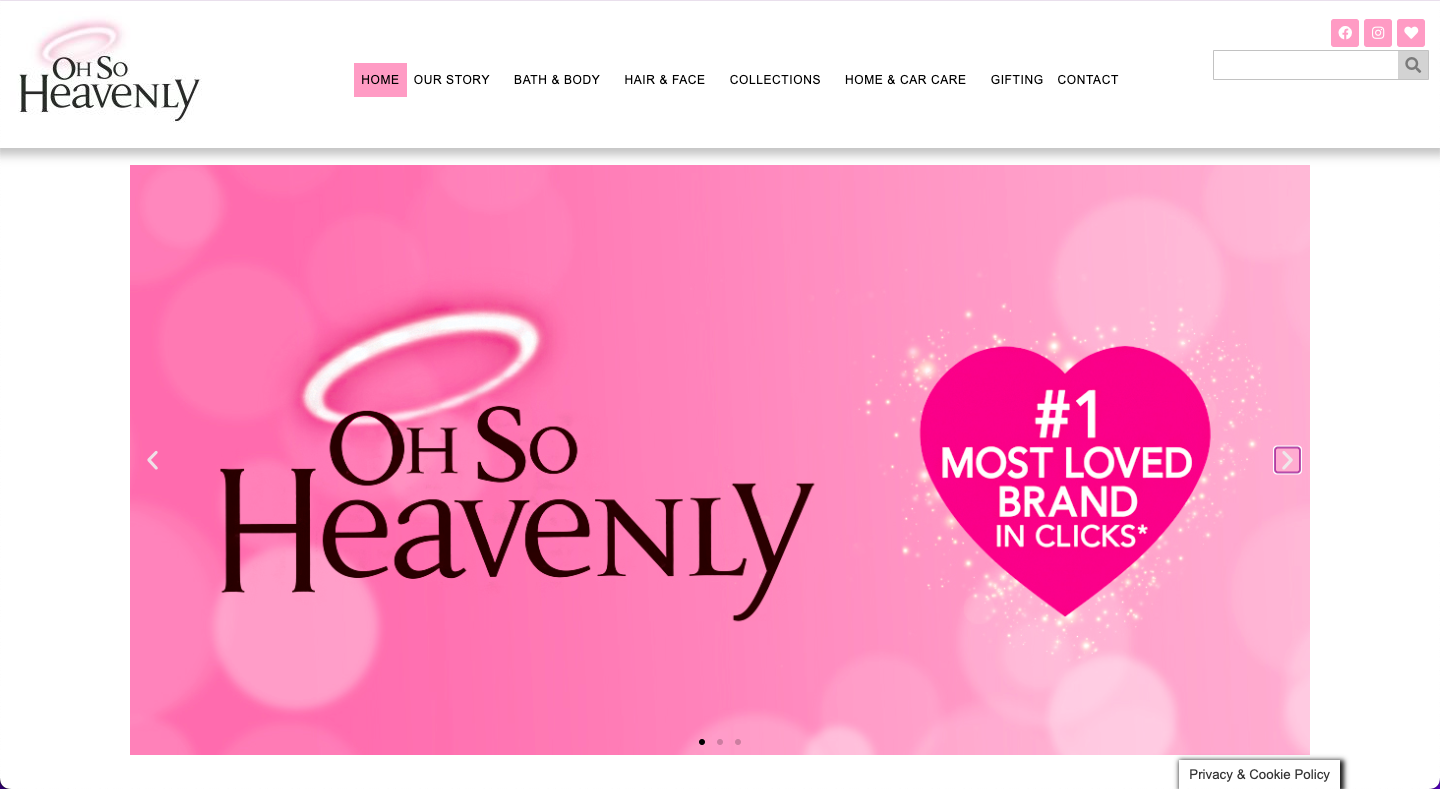 Oh So
Heavenly
HOME OUR STORY BATH & BODY HAIR & FACE COLLECTIONS HOME & CAR CARE GIFTING CONTACT
Oh So
Heavenly
#1
MOST LOVED
BRAND
IN CLICKS*
Privacy & Cookie Policy